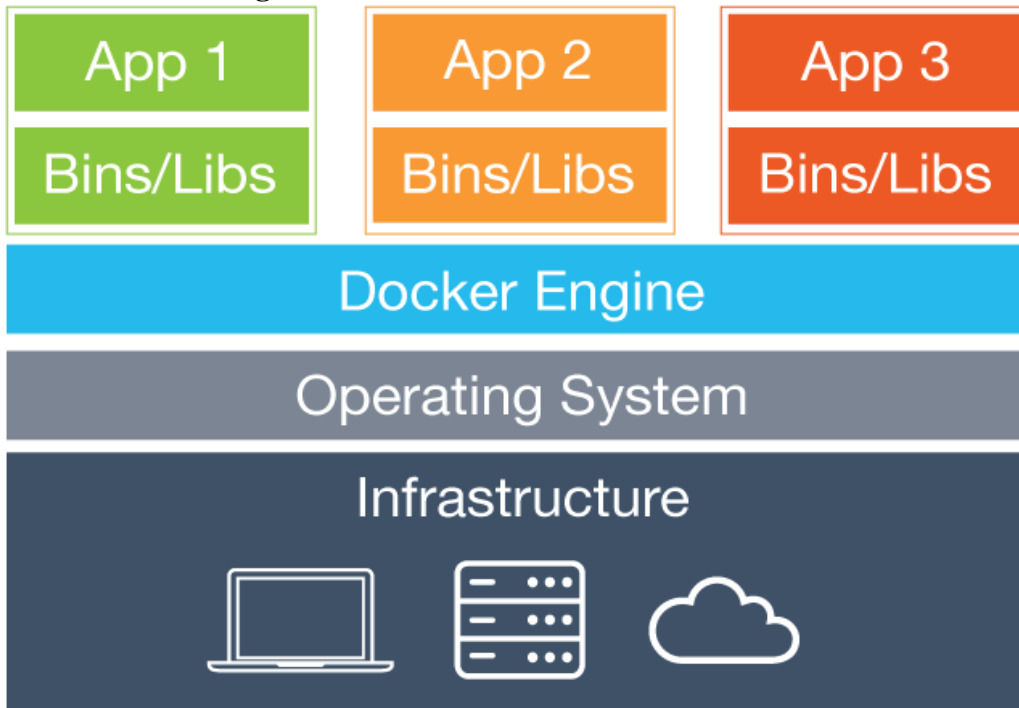 App 1
App 2
App 3
Bins/Libs
Bins/Libs
Bins/Libs
Docker Engine
Operating System
Infrastructure